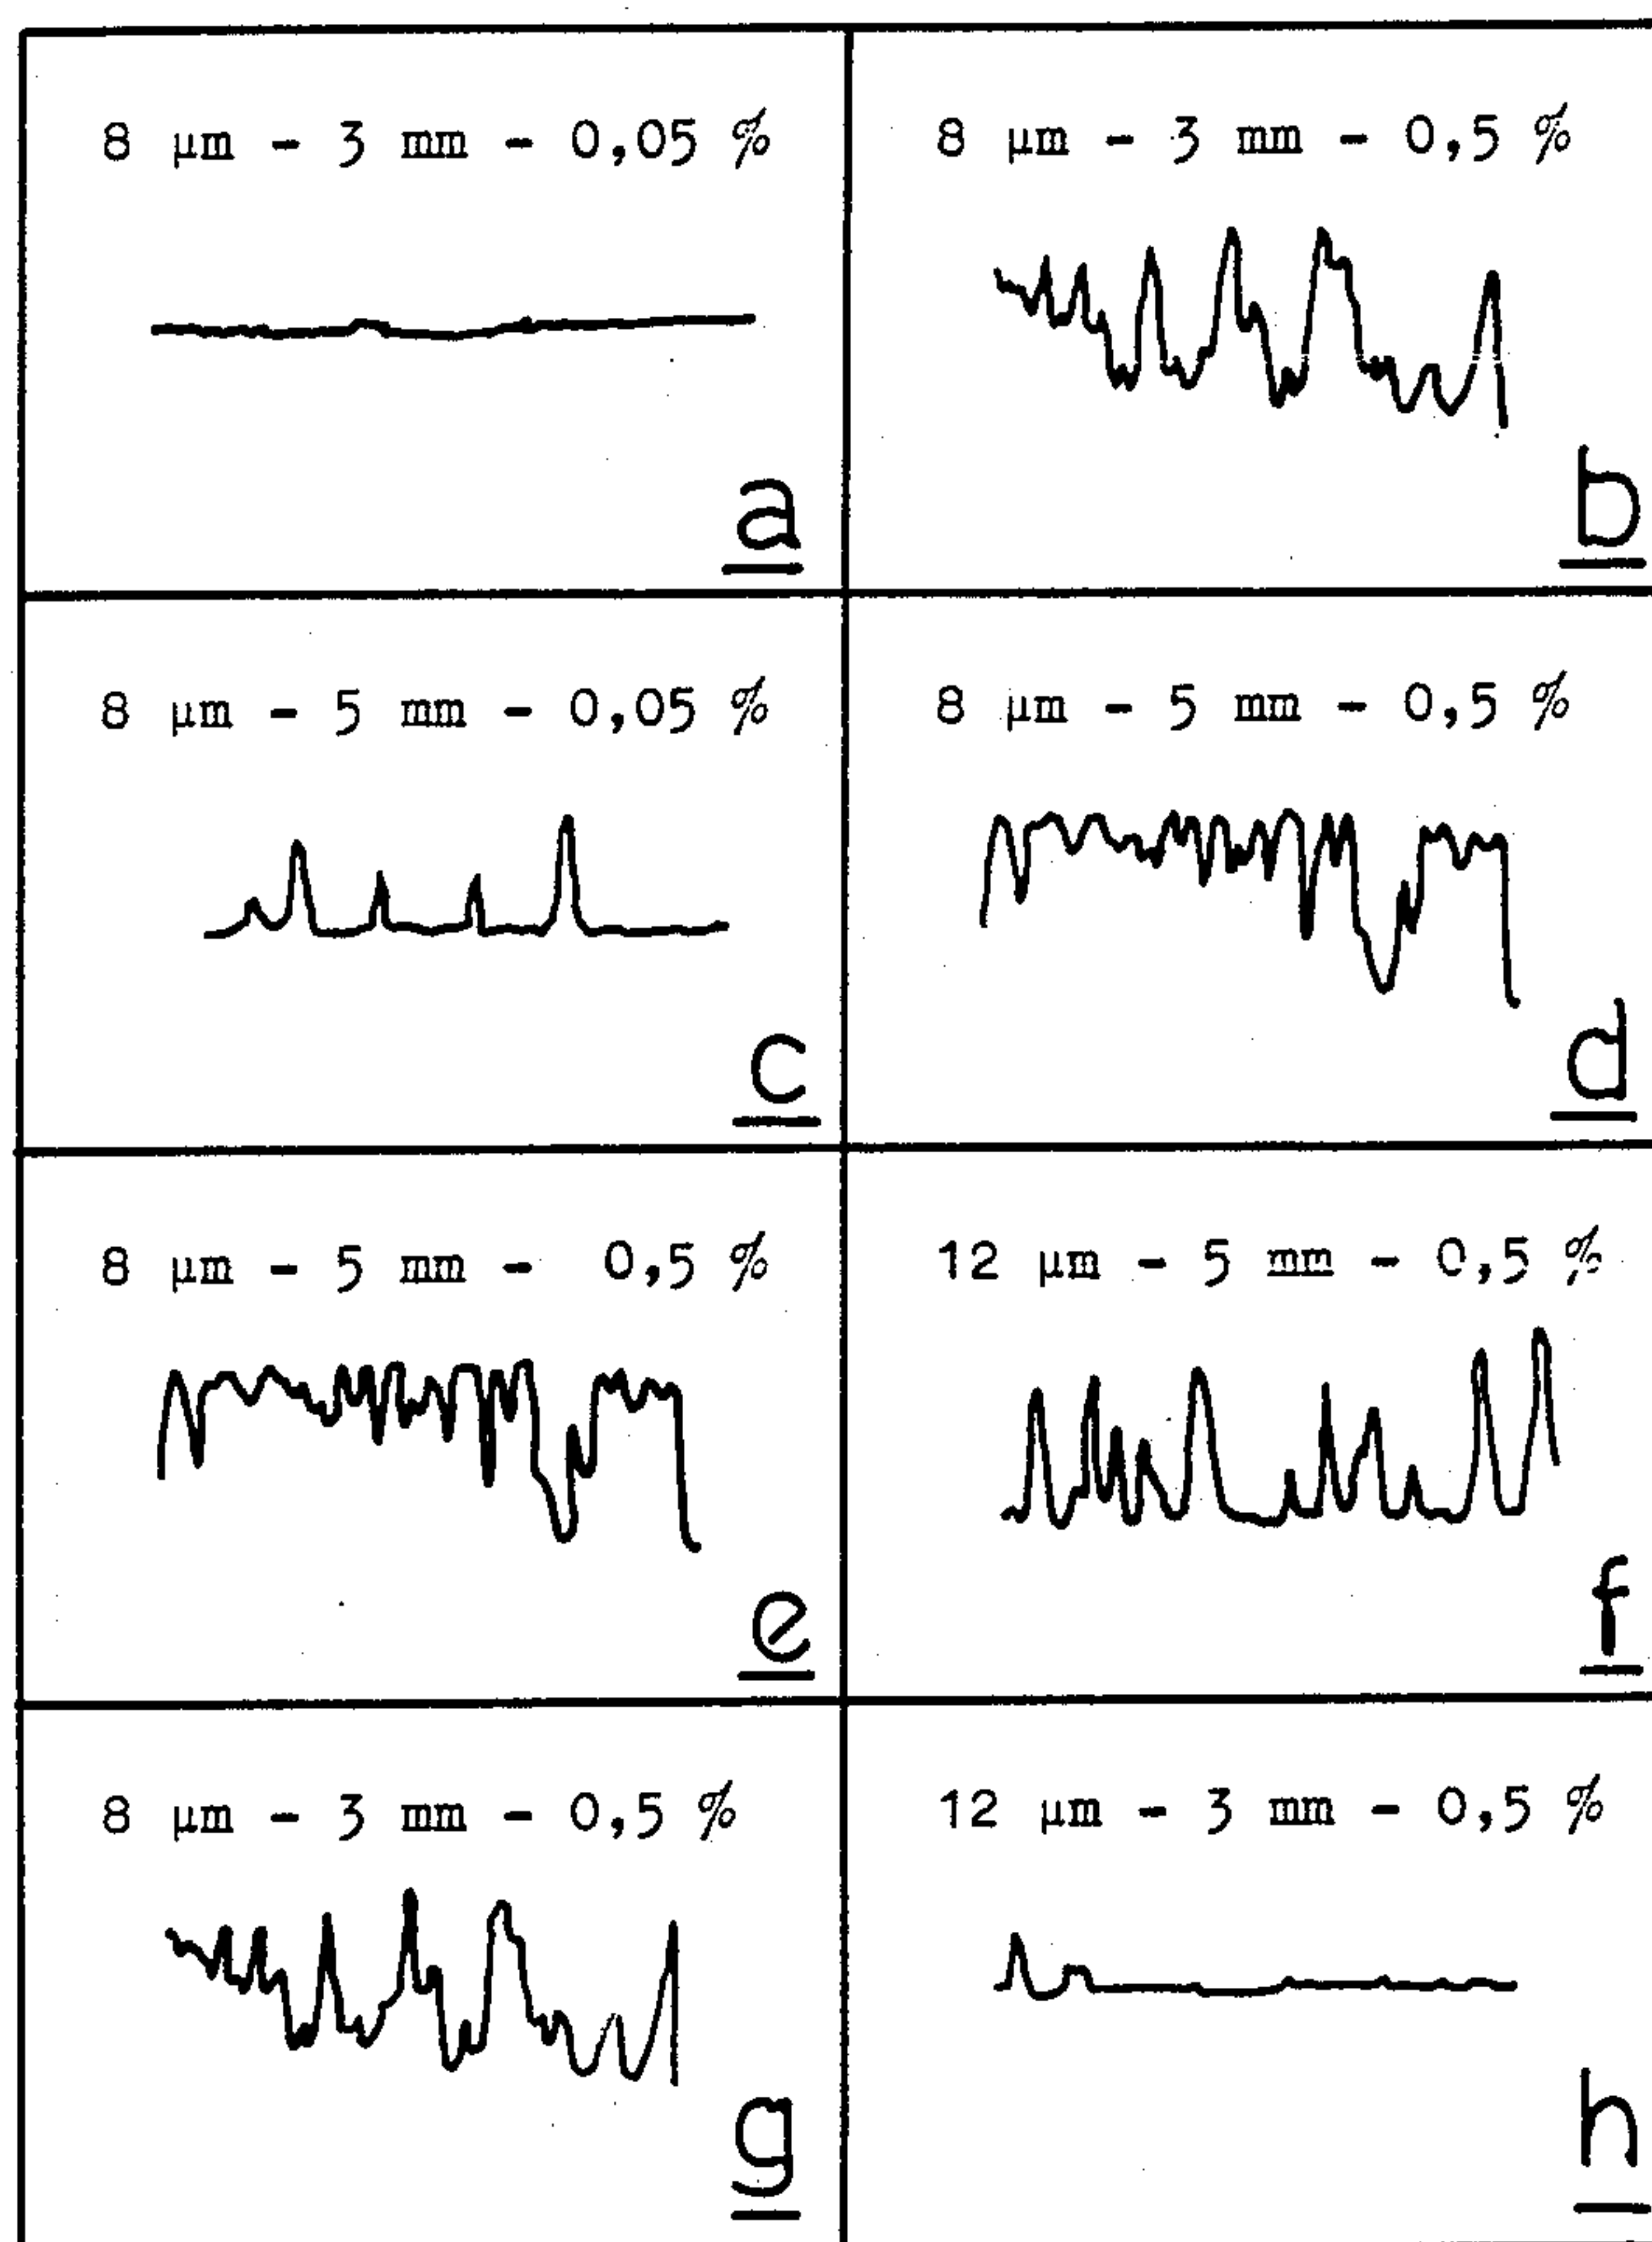 8 µm - 3 mm - 0,05 %
a
8 µm - 3 mm - 0,5 %
b
8 µm - 5 mm - 0,05 %
c
8 µm - 5 mm - 0,5 %
d
8 µm - 5 mm - 0,5 %
e
12 µm - 5 mm - 0,5 %
f
8 µm - 3 mm - 0,5 %
g
12 µm - 3 mm - 0,5 %
h